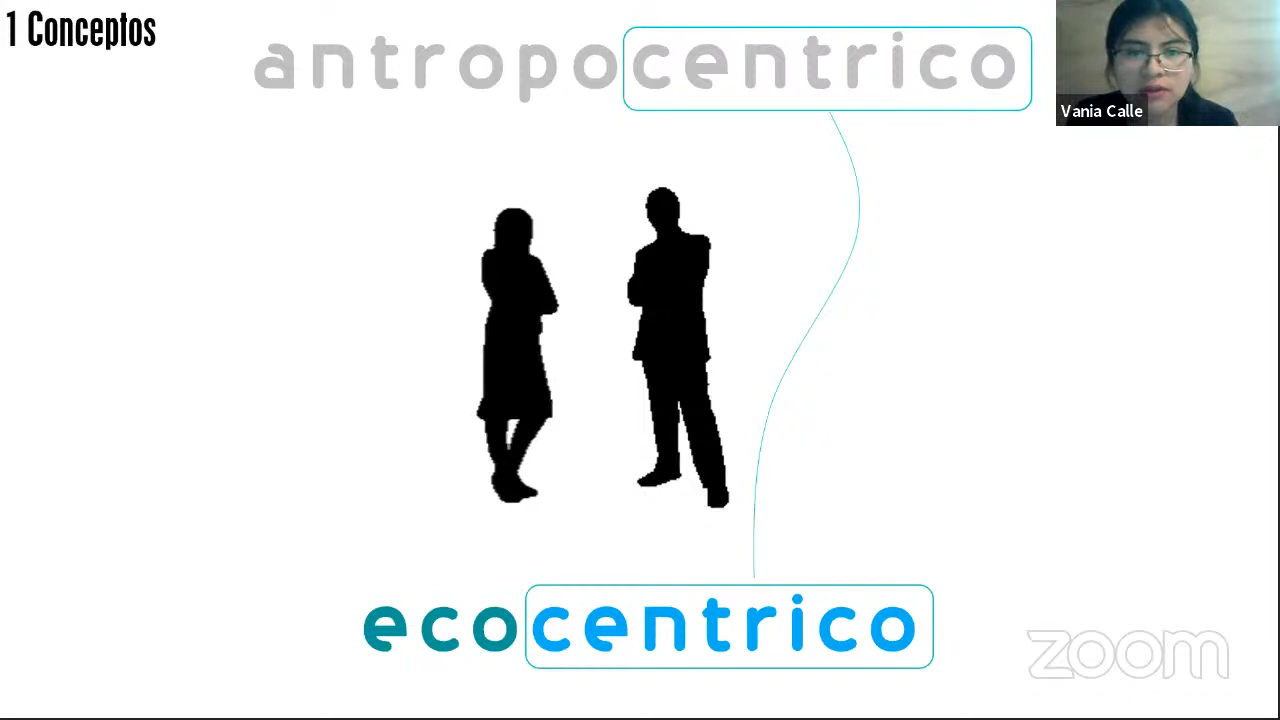 1 Conceptos
antropocentrico
Vania Calle
ecocentrico
zoom